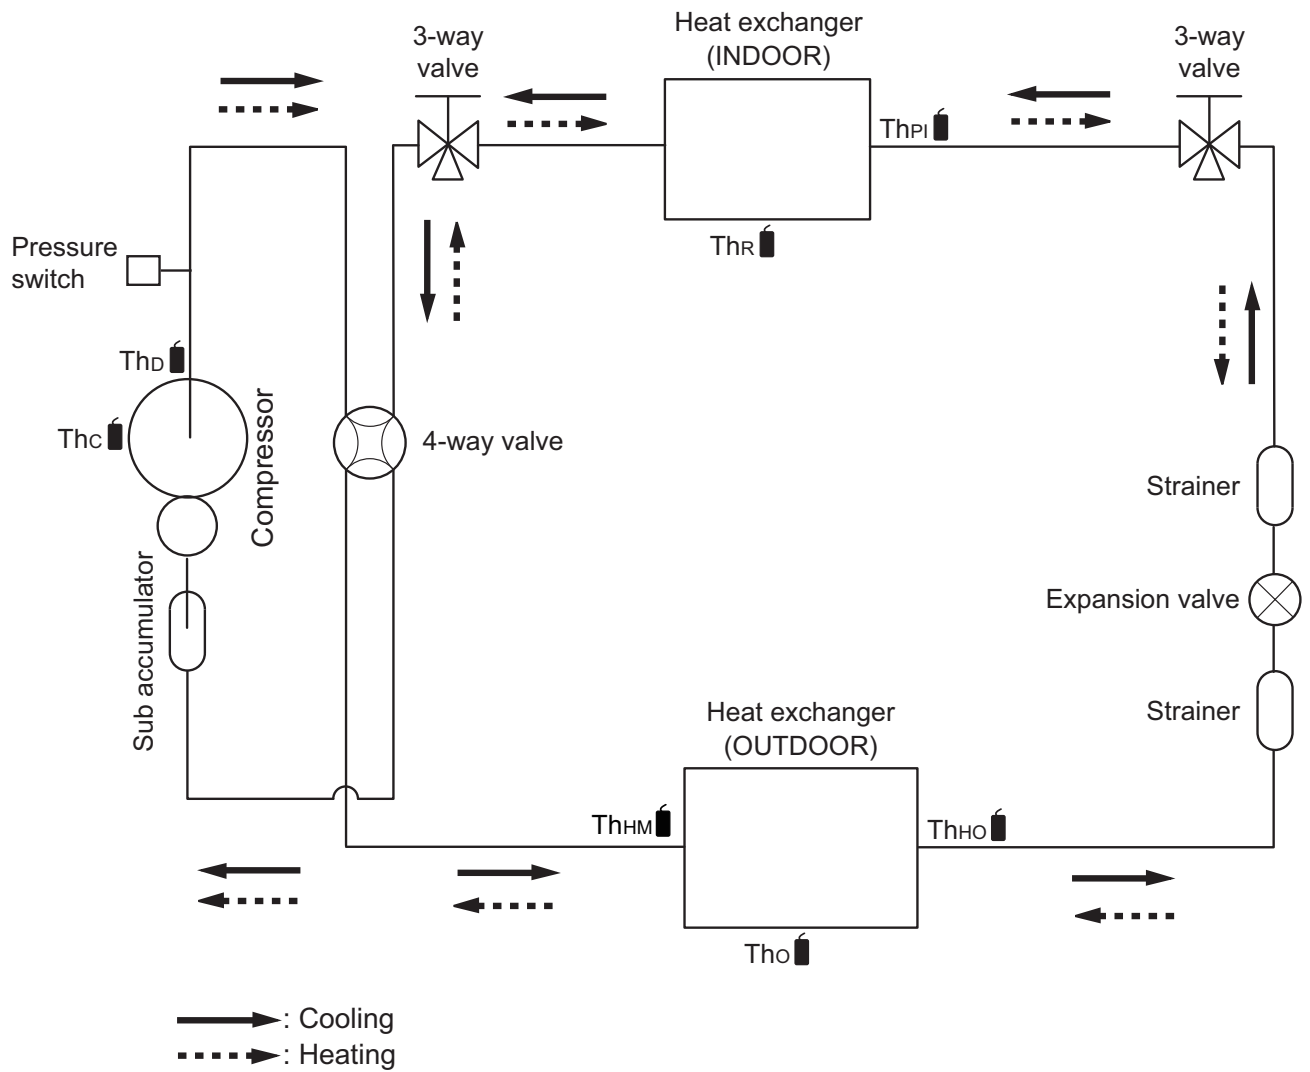 Heat exchanger
(INDOOR)
3-way
valve
3-way
valve
ThPI
ThR
Pressure
switch
ThD
ThC
Compressor
4-way valve
Strainer
Expansion valve
Sub accumulator
Strainer
Heat exchanger
(OUTDOOR)
ThHM
ThHO
ThO
: Cooling
: Heating